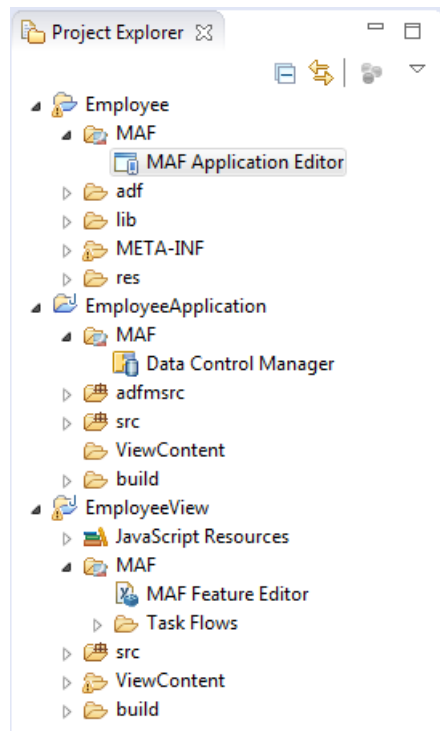 Project Explorer
Employee
MAF
MAF Application Editor
adf
lib
META-INF
res
EmployeeApplication
MAF
Data Control Manager
adfmsrc
src
ViewContent
build
EmployeeView
JavaScript Resources
MAF
MAF Feature Editor
Task Flows
src
ViewContent
build